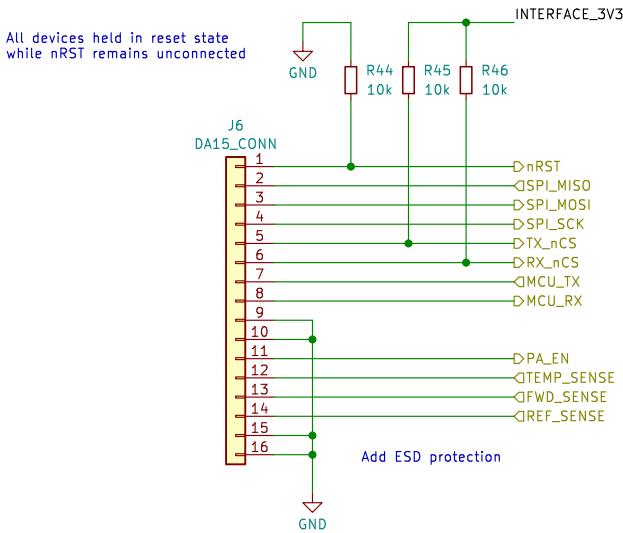 INTERFACE_3V3
All devices held in reset state
while nRST remains unconnected
GND
R44
10k
R45
10k
R46
10k
J6
DA15_CONN
1
nRST
2
SPI_MISO
3
SPI_MOSI
4
SPI_SCK
5
TX_nCS
6
RX_nCS
7
MCU_TX
8
MCU_RX
9
10
11
PA_EN
12
TEMP_SENSE
13
FWD_SENSE
14
REF_SENSE
15
16
Add ESD protection
GND